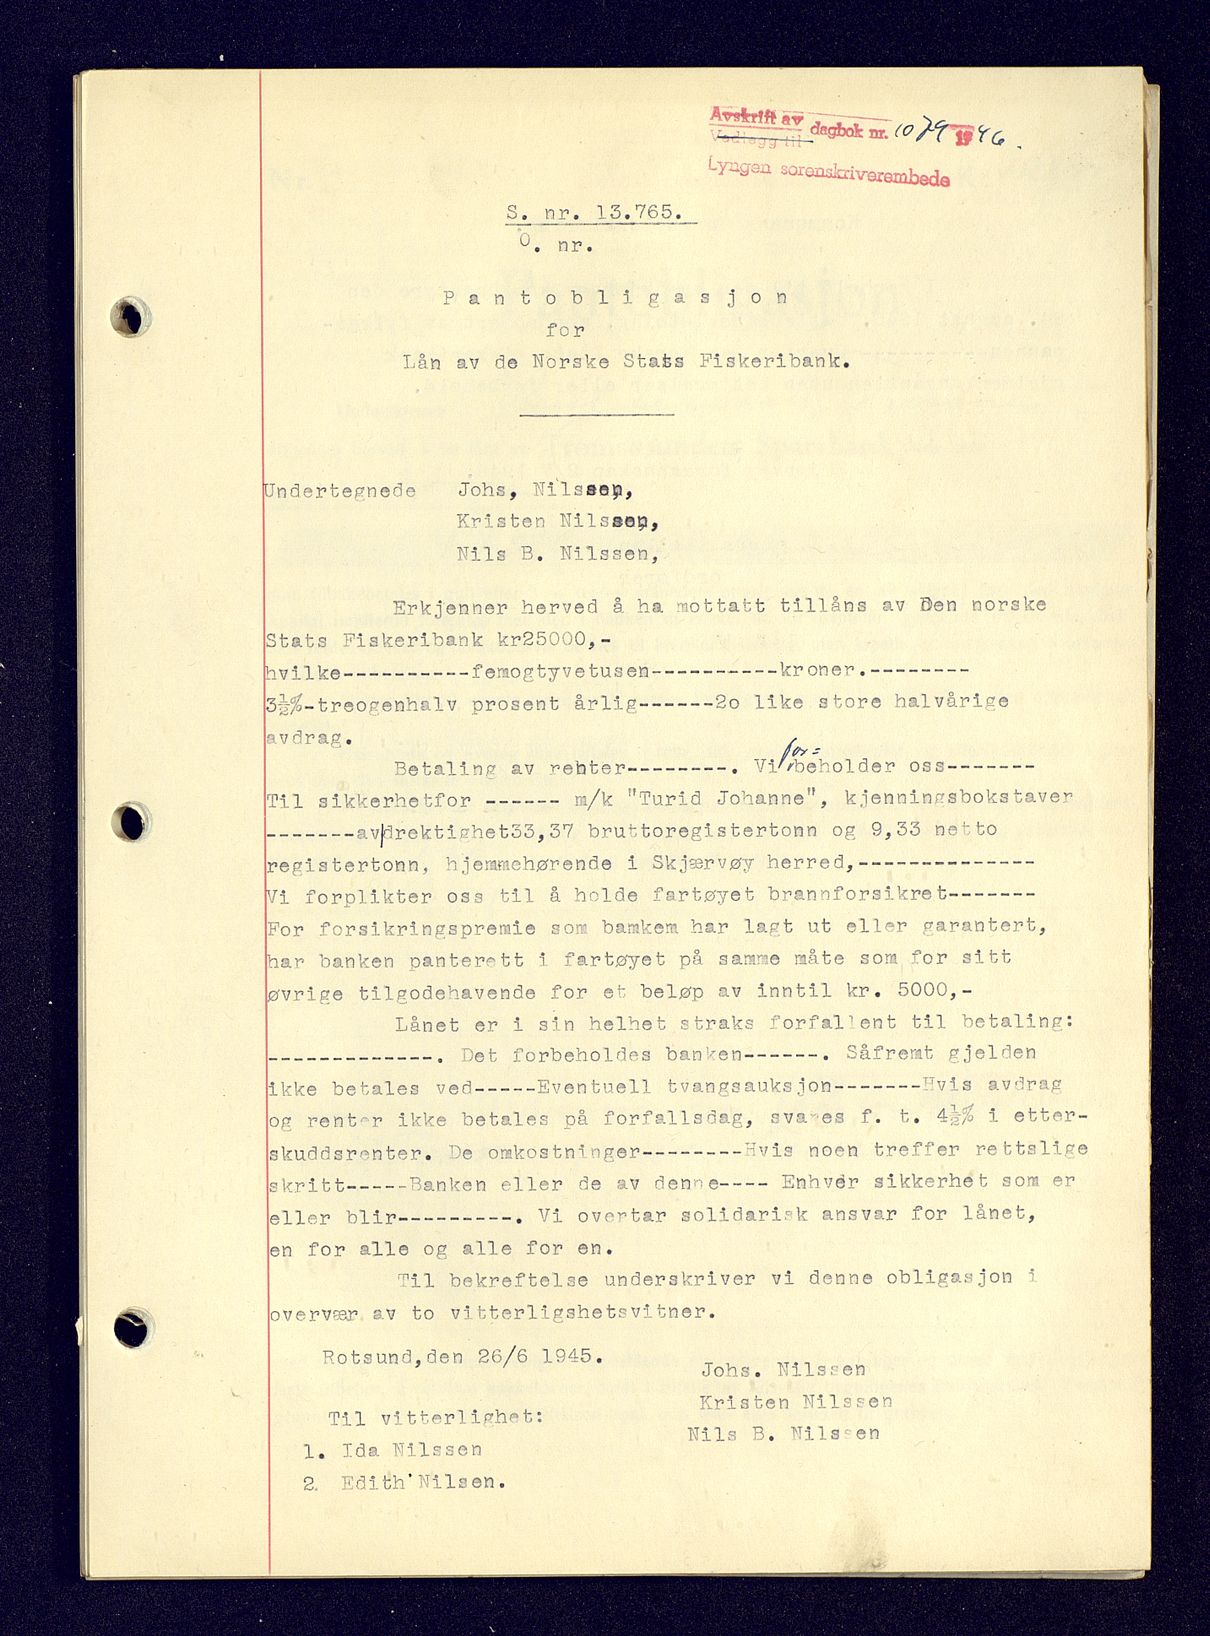 Avskrift av
Vedlegg til dagbok nr. 1079 1946.
Lyngen sorenskriverembede
S. nr. 13.765.
O. nr.
Pantobligasjon
for
Lån av de Norske Stats Fiskeribank.
Undertegnede Johs, Nilssen,
Kristen Nilssen,
Nils B. Nilssen,
Erkjenner herved å ha mottatt tillåns av Den norske
Stats Fiskeribank kr25000,-
hvilke----------femogtyvetusen----------kroner.--------
3½%-treogenhalv prosent årlig------2o like store halvårige
avdrag.
Betaling av renter--------. Vi for= beholder oss-------
Til sikkerhetfor ------ m/k "Turid Johanne", kjenningsbokstaver
-------av/drektighet33,37 bruttoregistertonn og 9,33 netto
registertonn, hjemmehørende i Skjærvøy herred,--------------
Vi forplikter oss til å holde fartøyet brannforsikret-------
For forsikringspremie som bamkem har lagt ut eller garantert,
har banken panterett i fartøyet på samme måte som for sitt
øvrige tilgodehavende for et beløp av inntil kr. 5000,-
Lånet er i sin helhet straks forfallent til betaling:
-------------. Det forbeholdes banken------. Såfremt gjelden
ikke betales ved-----Eventuell tvangsauksjon-------Hvis avdrag
og renter ikke betales på forfallsdag, svares f. t. 4½% i etter-
skuddsrenter. De omkostninger--------Hvis noen treffer rettslige
skritt-----Banken eller de av denne---- Enhver sikkerhet som er
eller blir---------. Vi overtar solidarisk ansvar for lånet,
en for alle og alle for en.
Til bekreftelse underskriver vi denne obligasjon i
overvær av to vitterligshetsvitner.
Rotsund,den 26/6 1945.
Johs. Nilssen
Kristen Nilssen
Nils B. Nilssen
Til vitterlighet:
1. Ida Nilssen
2. Edith Nilsen.